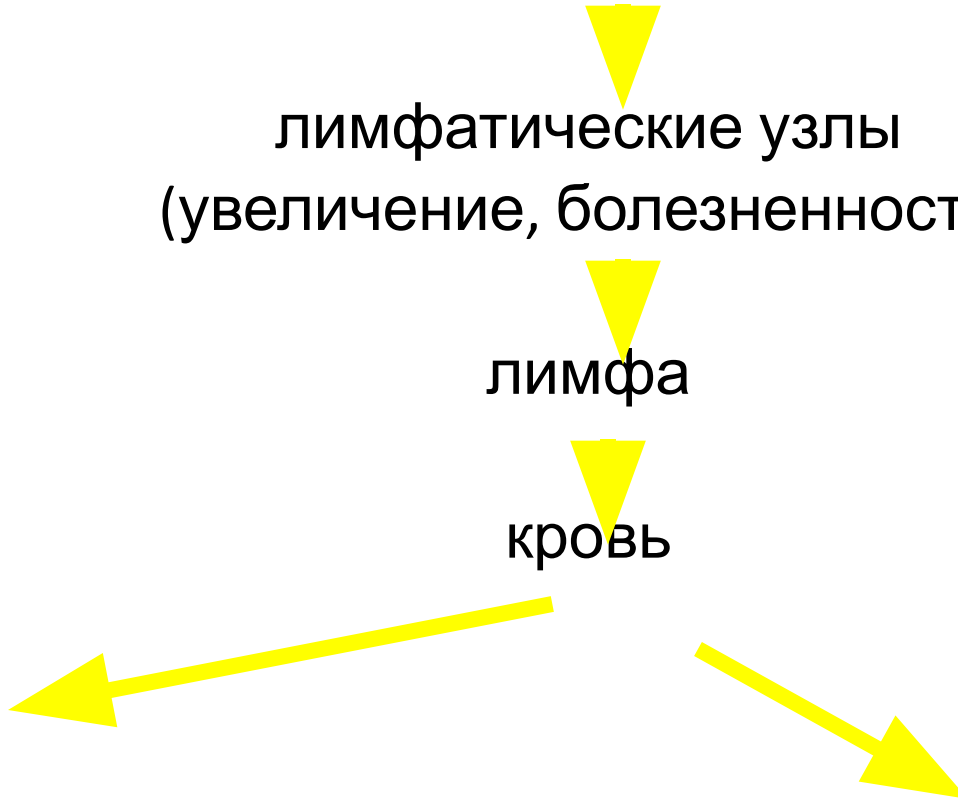 лимфатические узлы
(увеличение, болезненност
лимфа
кровь